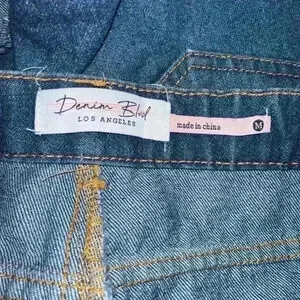 Denim Blvd
LOS ANGELES
made in china
M